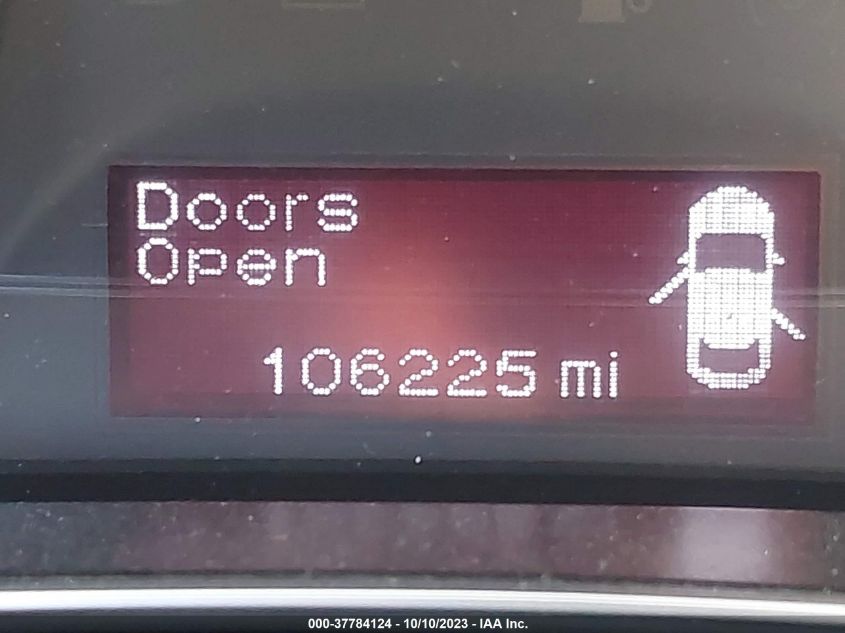 Doors
Open
106225 mi
000-37784124 - 10/10/2023 - IAA Inc.